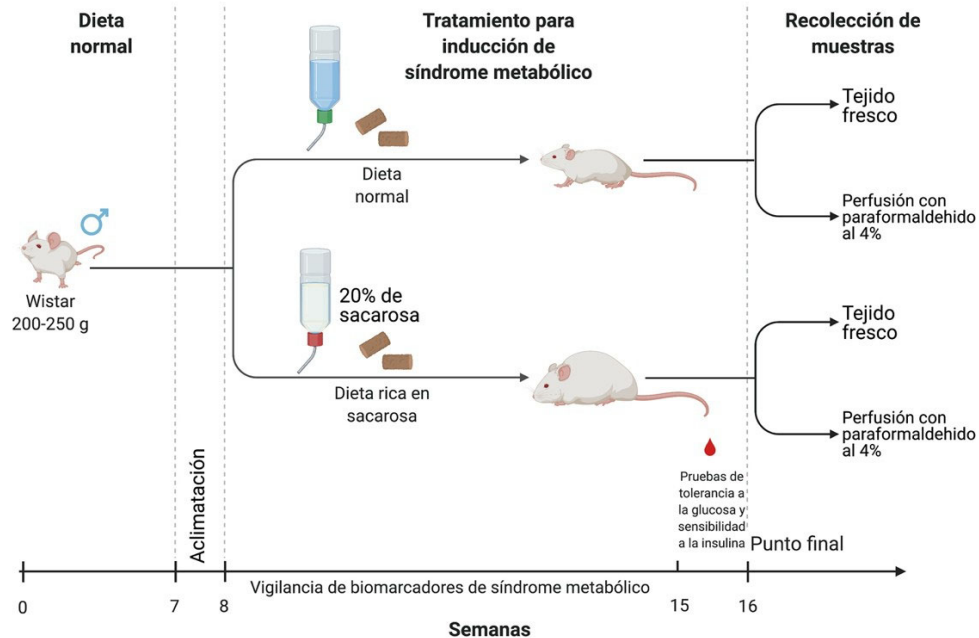 Dieta
normal
Tratamiento para
inducción de
síndrome metabólico
Recolección de
muestras
Dieta
normal
Tejido
fresco
Perfusión con
paraformaldehido
al 4%
Wistar
200-250 g
20% de
sacarosa
Dieta rica en
sacarosa
Tejido
fresco
Perfusión con
paraformaldehido
al 4%
Aclimatación
Pruebas de
tolerancia a
la glucosa y
sensibilidad
a la insulina
Punto final
Vigilancia de biomarcadores de síndrome metabólico
0 7 8 15 16
Semanas